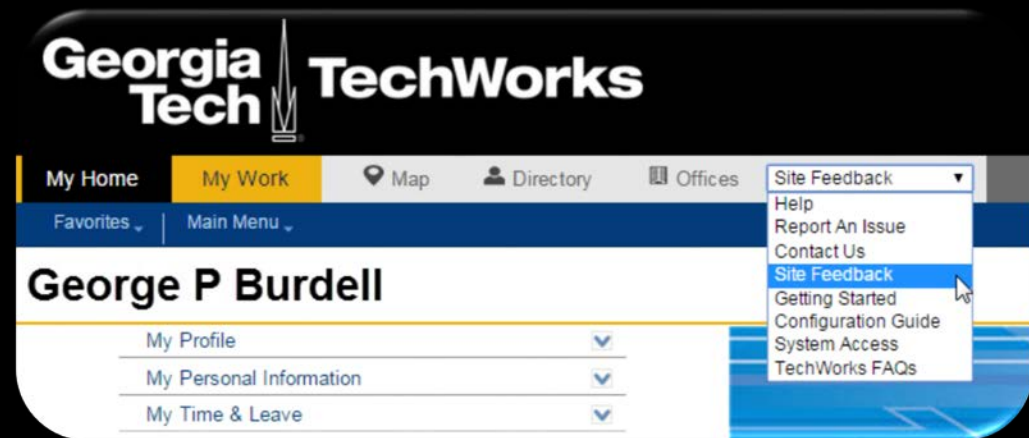 Georgia
Tech
TechWorks
My Home My Work Map Directory Offices Site Feedback
Help
Report An Issue
Contact Us
Site Feedback
Getting Started
Configuration Guide
System Access
TechWorks FAQs
Favorites Main Menu
George P Burdell
My Profile
My Personal Information
My Time & Leave